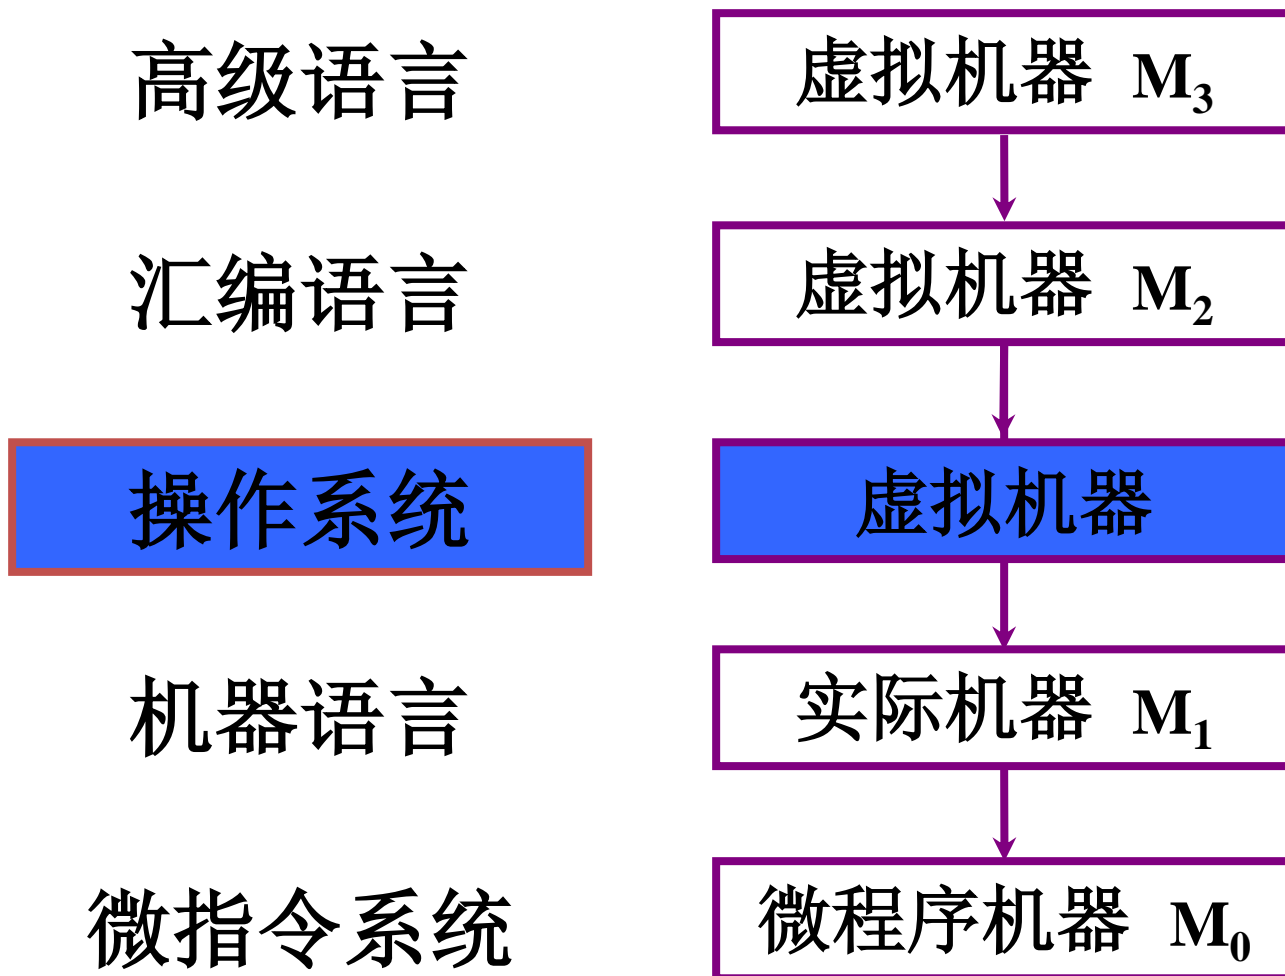 高级语言 虚拟机器 M₃
汇编语言 虚拟机器 M₂
操作系统 虚拟机器
机器语言 实际机器 M₁
微指令系统 微程序机器 M₀